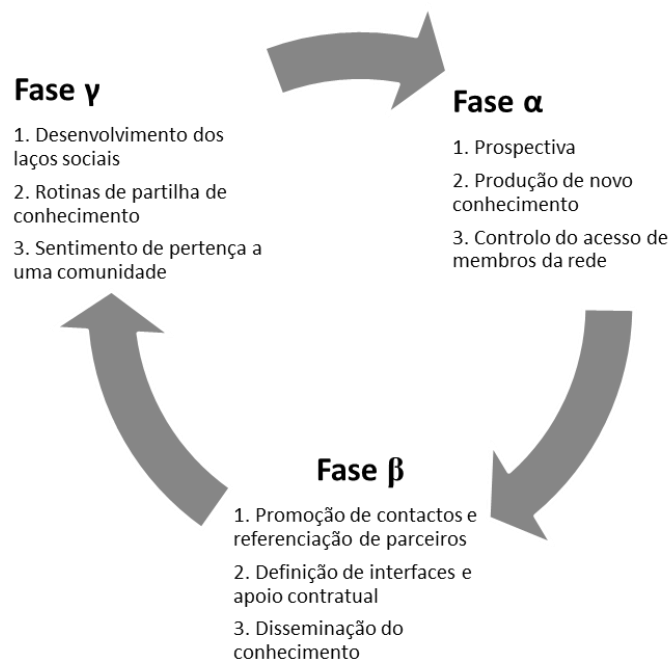 Fase γ
1. Desenvolvimento dos
laços sociais
2. Rotinas de partilha de
conhecimento
3. Sentimento de pertença a
uma comunidade
Fase α
1. Prospectiva
2. Produção de novo
conhecimento
3. Controlo do acesso de
membros da rede
Fase β
1. Promoção de contactos e
referenciação de parceiros
2. Definição de interfaces e
apoio contratual
3. Disseminação do
conhecimento